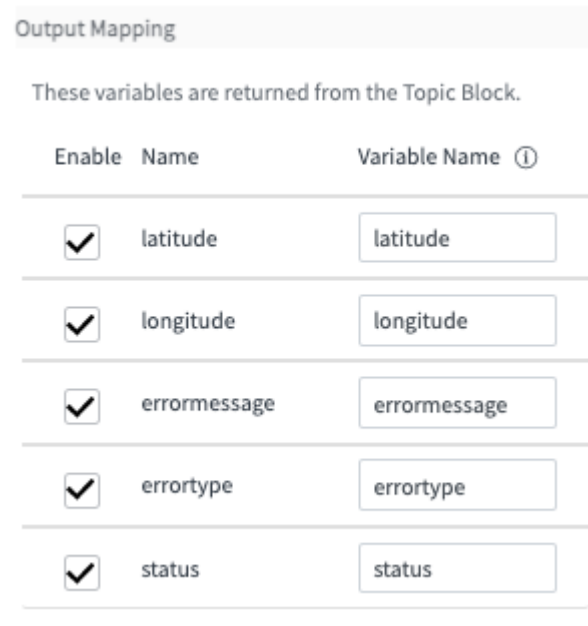 Output Mapping
These variables are returned from the Topic Block.
Enable Name Variable Name ⓘ
latitude latitude
longitude longitude
errormessage errormessage
errortype errortype
status status